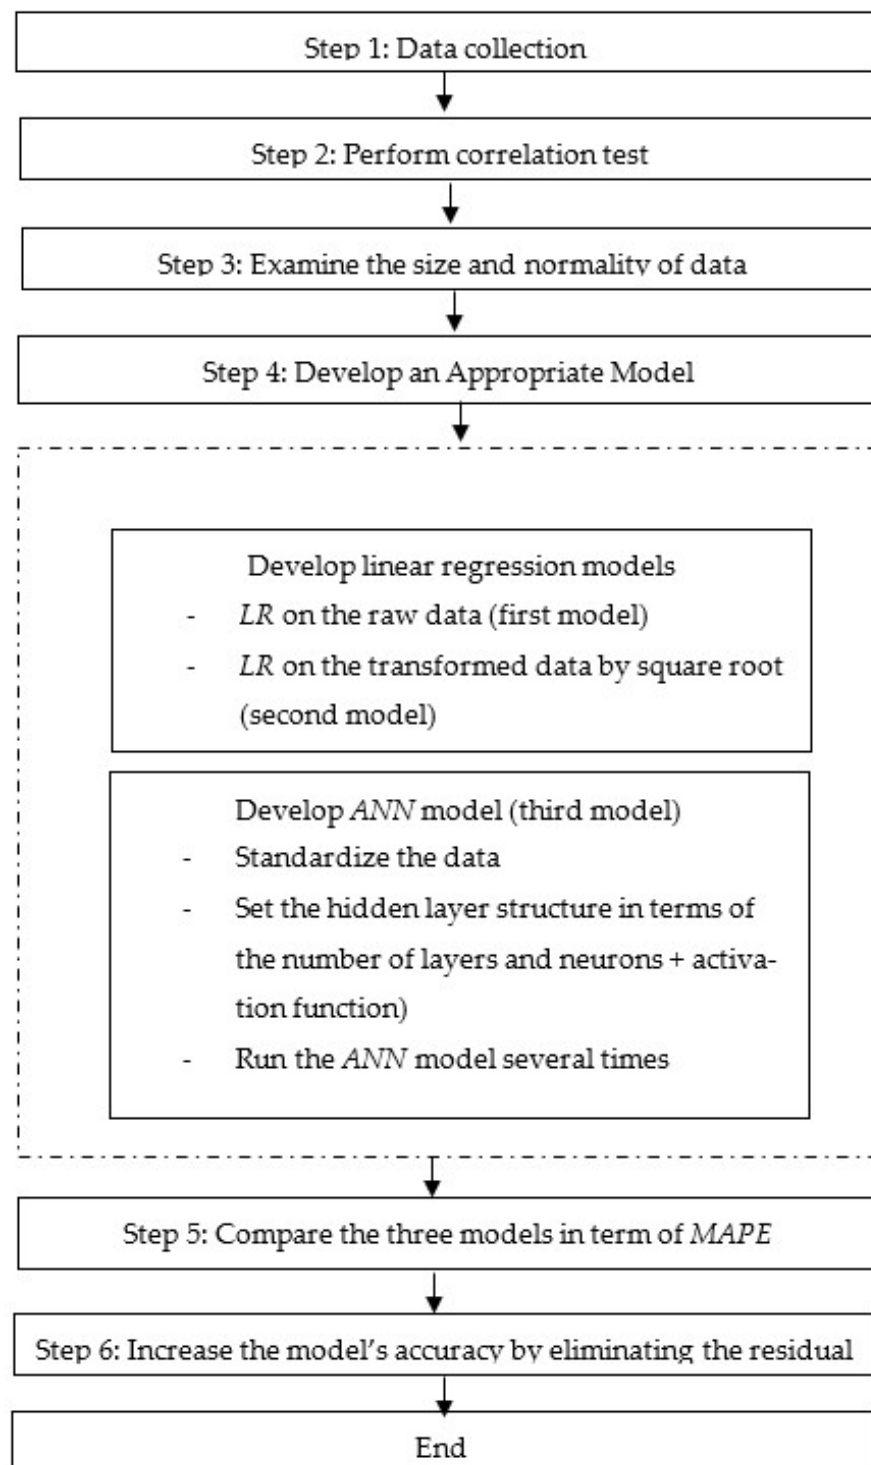 Step 1: Data collection
Step 2: Perform correlation test
Step 3: Examine the size and normality of data
Step 4: Develop an Appropriate Model
Develop linear regression models
- LR on the raw data (first model)
- LR on the transformed data by square root
(second model)
Develop ANN model (third model)
- Standardize the data
- Set the hidden layer structure in terms of
the number of layers and neurons + activa-
tion function)
- Run the ANN model several times
Step 5: Compare the three models in term of MAPE
Step 6: Increase the model's accuracy by eliminating the residual
End